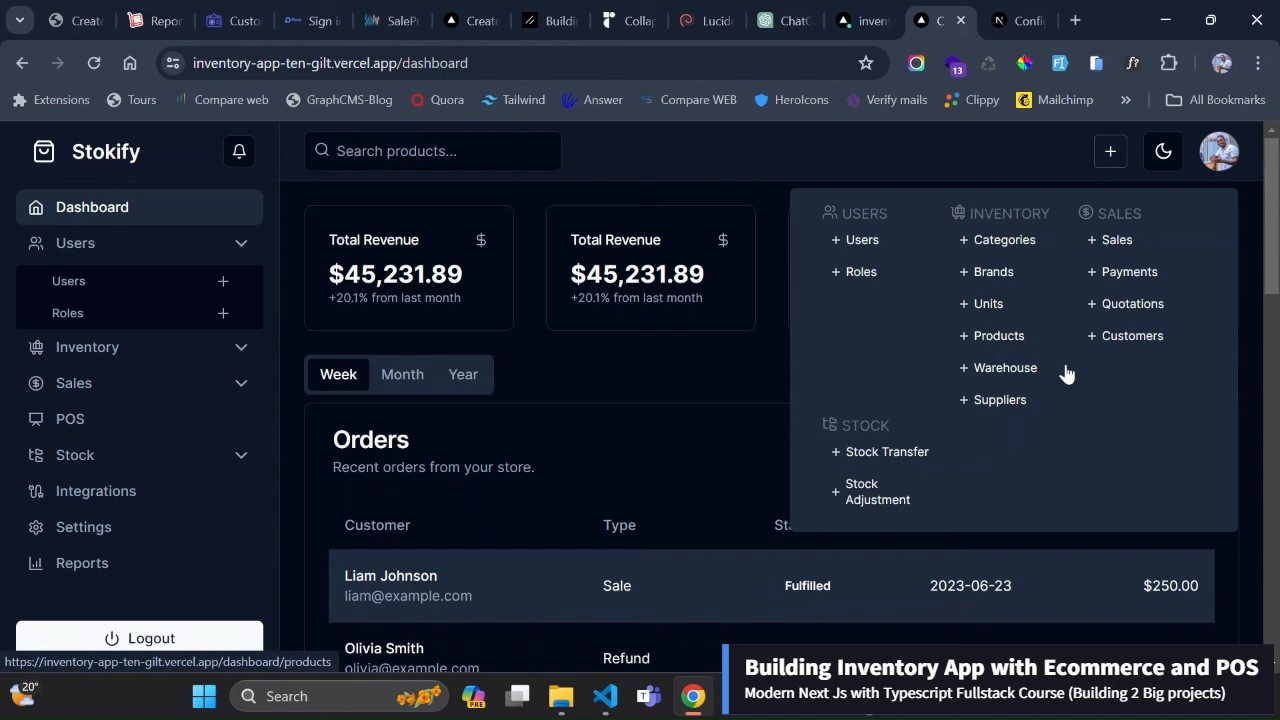 Create
Repor
Custo
Sign i
SaleP
Create
Buildin
Collap
Lucide
ChatG
inven
C
Confi
inventory-app-ten-gilt.vercel.app/dashboard
13
Extensions
Tours
Compare web
GraphCMS-Blog
Quora
Tailwind
Answer
Compare WEB
HeroIcons
Verify mails
Clippy
Mailchimp
All Bookmarks
Stokify
Search products...
Dashboard
Users
Users
Roles
Inventory
Sales
POS
Stock
Integrations
Settings
Reports
Logout
Total Revenue
$
$45,231.89
+20.1% from last month
Total Revenue
$
$45,231.89
+20.1% from last month
USERS
+ Users
+ Roles
INVENTORY
+ Categories
+ Brands
+ Units
+ Products
+ Warehouse
+ Suppliers
SALES
+ Sales
+ Payments
+ Quotations
+ Customers
STOCK
+ Stock Transfer
+ Stock
Adjustment
Week Month Year
Orders
Recent orders from your store.
Customer Type Sta
Liam Johnson
liam@example.com
Sale Fulfilled 2023-06-23 $250.00
Olivia Smith
olivia@example.com
Refund
https://inventory-app-ten-gilt.vercel.app/dashboard/products
Building Inventory App with Ecommerce and POS
Modern Next Js with Typescript Fullstack Course (Building 2 Big projects)
20°
Search
PRE